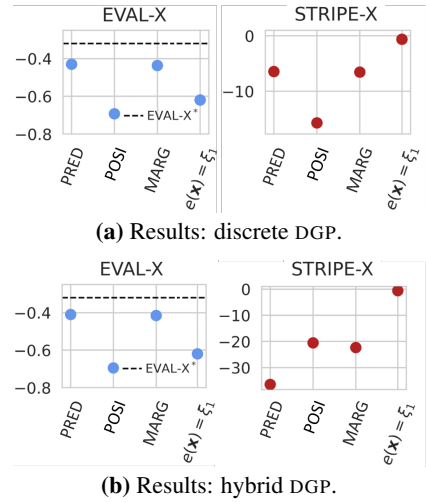 EVAL-X
STRIPE-X
−0.4
−0.6
−0.8
EVAL-X*
PRED
POSI
MARG
e(x) = ξ₁
0
−10
PRED
POSI
MARG
e(x) = ξ₁
(a) Results: discrete DGP.
EVAL-X
STRIPE-X
−0.4
−0.6
−0.8
EVAL-X*
PRED
POSI
MARG
e(x) = ξ₁
0
−10
−20
−30
PRED
POSI
MARG
e(x) = ξ₁
(b) Results: hybrid DGP.